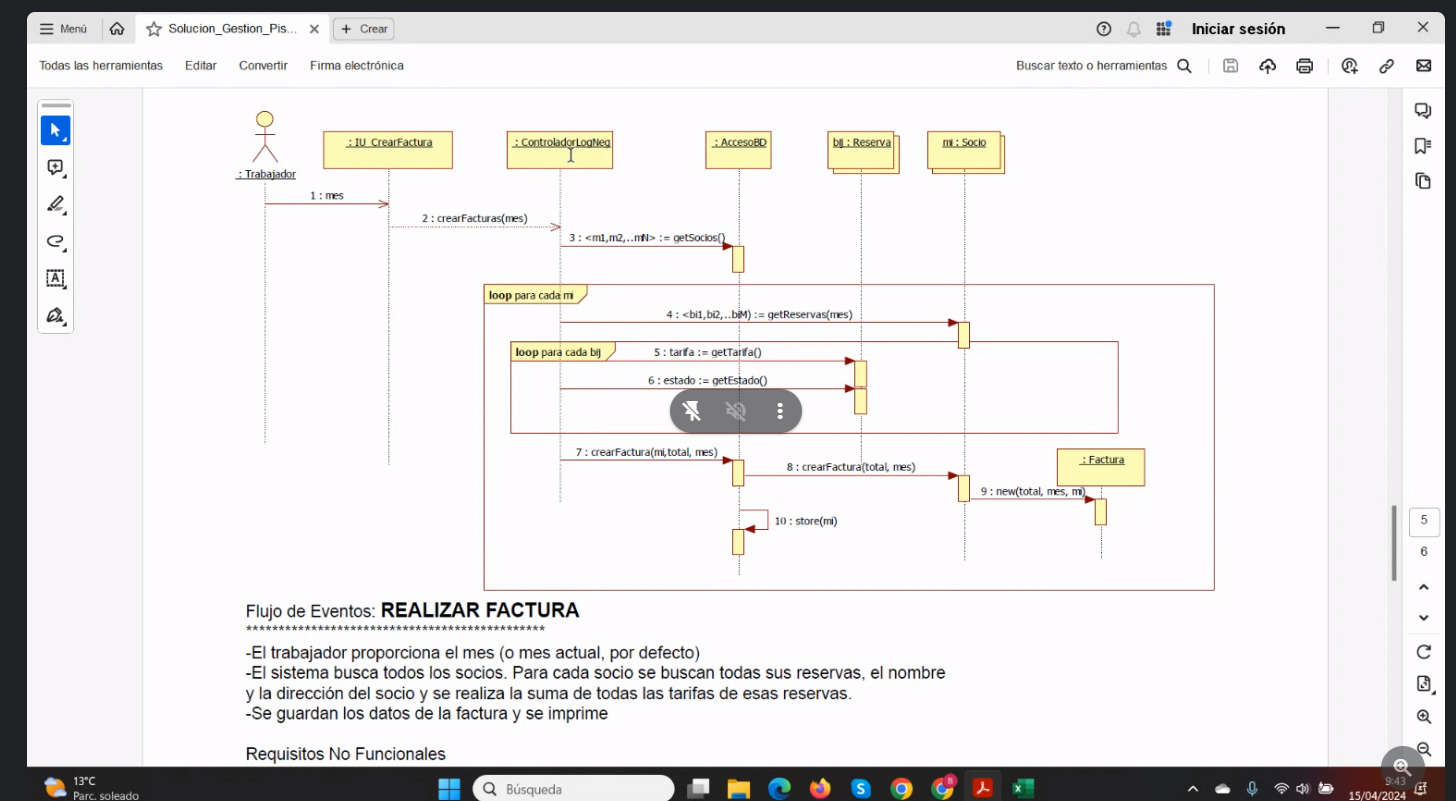 Menú
Solucion_Gestion_Pis...
Crear
Iniciar sesión
Todas las herramientas
Editar
Convertir
Firma electrónica
Buscar texto o herramientas
: Trabajador
: IU_CrearFactura
: ControladorLogNeg
: AccesoBD
bij : Reserva
mi : Socio
1 : mes
2 : crearFacturas(mes)
3 : <m1,m2,..mN> := getSocios()
loop para cada mi
4 : <bi1,bi2,..biM) := getReservas(mes)
loop para cada bij
5 : tarifa := getTarifa()
6 : estado := getEstado()
7 : crearFactura(mi,total, mes)
8 : crearFactura(total, mes)
: Factura
9 : new(total, mes, mi)
10 : store(mi)
Flujo de Eventos: REALIZAR FACTURA
**********************************************
-El trabajador proporciona el mes (o mes actual, por defecto)
-El sistema busca todos los socios. Para cada socio se buscan todas sus reservas, el nombre
y la dirección del socio y se realiza la suma de todas las tarifas de esas reservas.
-Se guardan los datos de la factura y se imprime
Requisitos No Funcionales
5
6
13°C
Parc. soleado
Búsqueda
9:43
15/04/2024